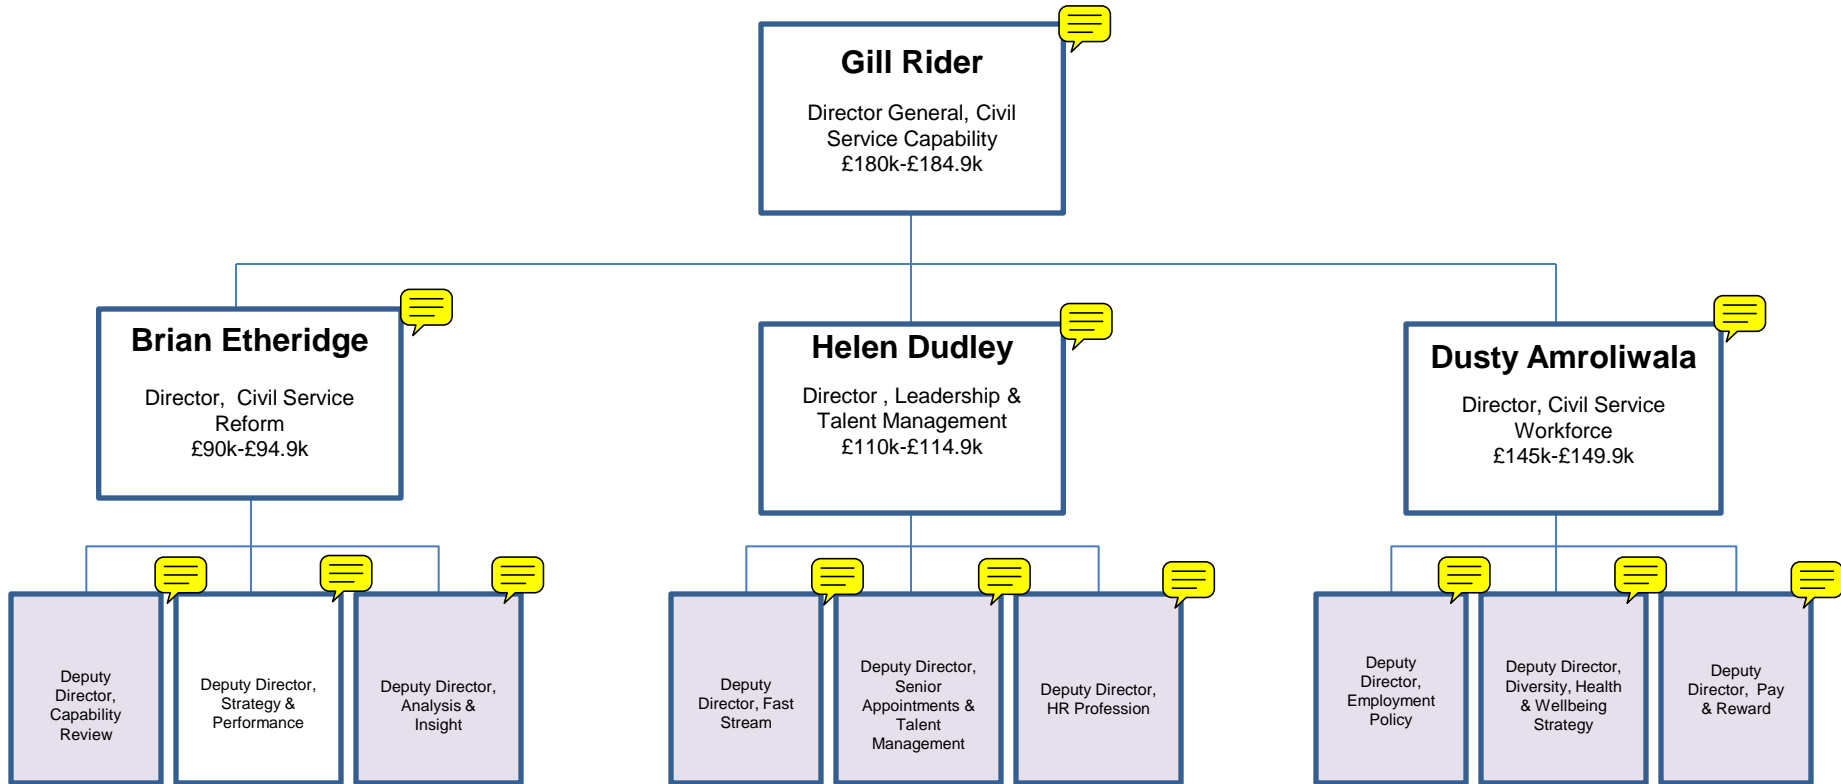 Gill Rider
Director General, Civil
Service Capability
£180k-£184.9k
Brian Etheridge
Director, Civil Service
Reform
£90k-£94.9k
Helen Dudley
Director , Leadership &
Talent Management
£110k-£114.9k
Dusty Amroliwala
Director, Civil Service
Workforce
£145k-£149.9k
Deputy
Director,
Capability
Review
Deputy Director,
Strategy &
Performance
Deputy Director,
Analysis &
Insight
Deputy
Director, Fast
Stream
Deputy Director,
Senior
Appointments &
Talent
Management
Deputy Director,
HR Profession
Deputy
Director,
Employment
Policy
Deputy Director,
Diversity, Health
& Wellbeing
Strategy
Deputy
Director, Pay
& Reward